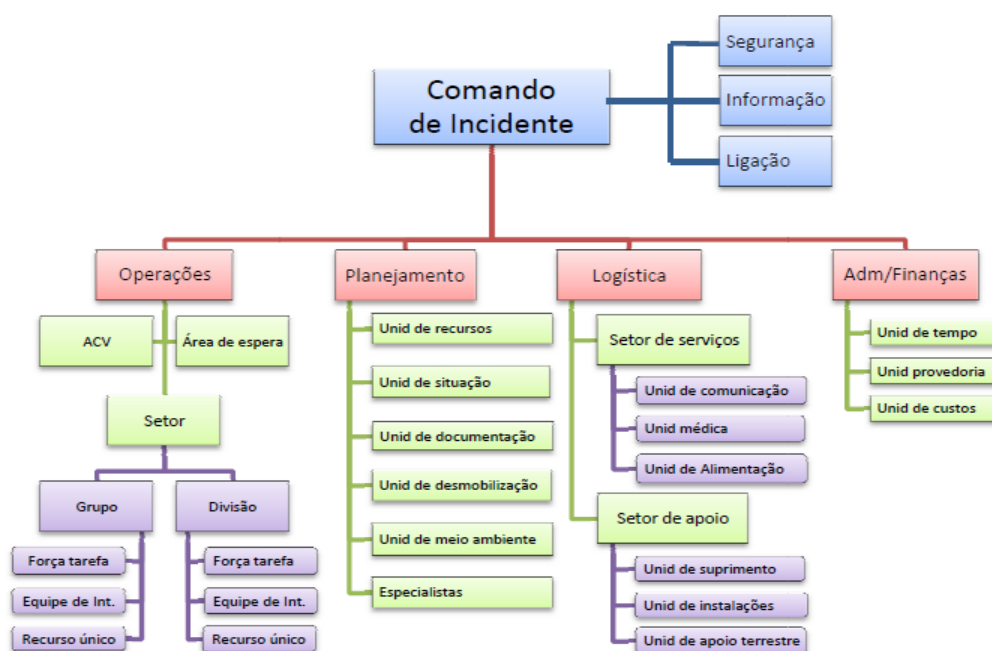 Comando
de Incidente
Segurança
Informação
Ligação
Operações
ACV
Área de espera
Setor
Grupo
Força tarefa
Equipe de Int.
Recurso único
Divisão
Força tarefa
Equipe de Int.
Recurso único
Planejamento
Unid de recursos
Unid de situação
Unid de documentação
Unid de desmobilização
Unid de meio ambiente
Especialistas
Logística
Setor de serviços
Unid de comunicação
Unid médica
Unid de Alimentação
Setor de apoio
Unid de suprimento
Unid de instalações
Unid de apoio terrestre
Adm/Finanças
Unid de tempo
Unid provedoria
Unid de custos